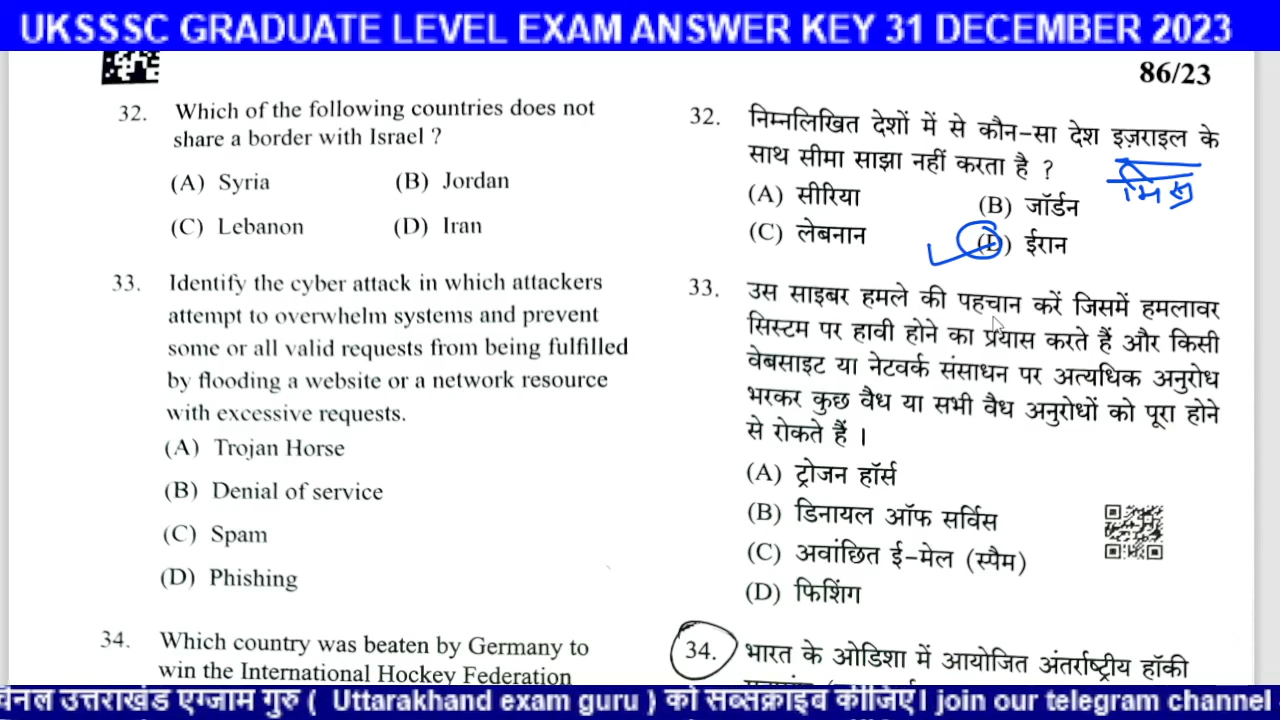 UKSSSC GRADUATE LEVEL EXAM ANSWER KEY 31 DECEMBER 2023
86/23
32. Which of the following countries does not
share a border with Israel ?
(A) Syria (B) Jordan
(C) Lebanon (D) Iran
33. Identify the cyber attack in which attackers
attempt to overwhelm systems and prevent
some or all valid requests from being fulfilled
by flooding a website or a network resource
with excessive requests.
(A) Trojan Horse
(B) Denial of service
(C) Spam
(D) Phishing
34. Which country was beaten by Germany to
win the International Hockey Federation
32. निम्नलिखित देशों में से कौन-सा देश इज़राइल के
साथ सीमा साझा नहीं करता है ?
(A) सीरिया (B) जॉर्डन
(C) लेबनान (D) ईरान
33. उस साइबर हमले की पहचान करें जिसमें हमलावर
सिस्टम पर हावी होने का प्रयास करते हैं और किसी
वेबसाइट या नेटवर्क संसाधन पर अत्यधिक अनुरोध
भरकर कुछ वैध या सभी वैध अनुरोधों को पूरा होने
से रोकते हैं ।
(A) ट्रोजन हॉर्स
(B) डिनायल ऑफ सर्विस
(C) अवांछित ई-मेल (स्पैम)
(D) फिशिंग
34. भारत के ओडिशा में आयोजित अंतर्राष्ट्रीय हॉकी
उत्तराखंड एग्जाम गुरु ( Uttarakhand exam guru ) को सब्सक्राइब कीजिए। join our telegram channel